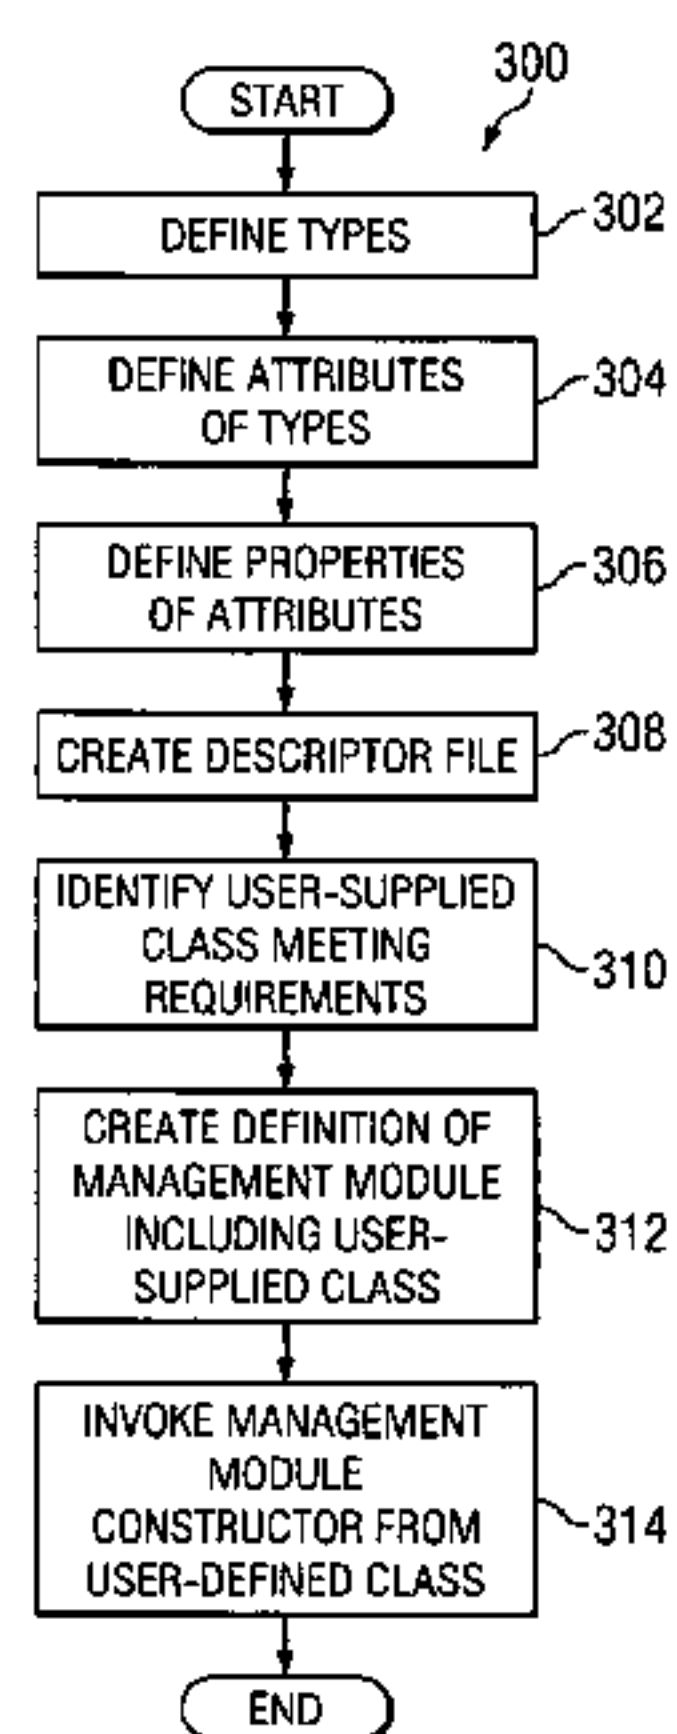 300
START
DEFINE TYPES
302
DEFINE ATTRIBUTES
OF TYPES
304
DEFINE PROPERTIES
OF ATTRIBUTES
306
CREATE DESCRIPTOR FILE
308
IDENTIFY USER-SUPPLIED
CLASS MEETING
REQUIREMENTS
310
CREATE DEFINITION OF
MANAGEMENT MODULE
INCLUDING USER-
SUPPLIED CLASS
312
INVOKE MANAGEMENT
MODULE
CONSTRUCTOR FROM
USER-DEFINED CLASS
314
END